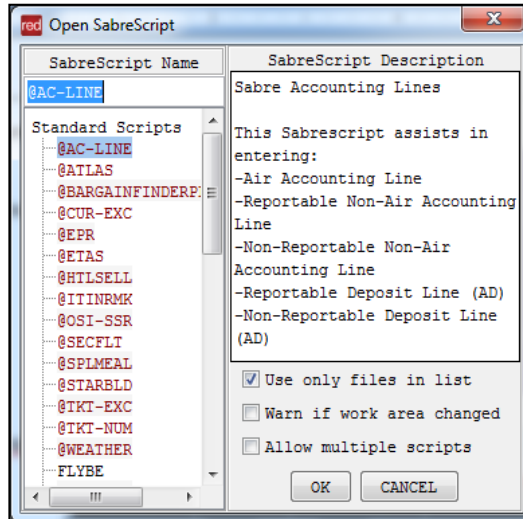 red Open SabreScript
SabreScript Name
@AC-LINE
Standard Scripts
@AC-LINE
@ATLAS
@BARGAINFINDERP
@CUR-EXC
@EPR
@ETAS
@HTLSELL
@ITINRMK
@OSI-SSR
@SECFLT
@SPLMEAL
@STARBLD
@TKT-EXC
@TKT-NUM
@WEATHER
FLYBE
SabreScript Description
Sabre Accounting Lines
This Sabrescript assists in
entering:
-Air Accounting Line
-Reportable Non-Air Accounting
Line
-Non-Reportable Non-Air
Accounting Line
-Reportable Deposit Line (AD)
-Non-Reportable Deposit Line
(AD)
Use only files in list
Warn if work area changed
Allow multiple scripts
OK CANCEL